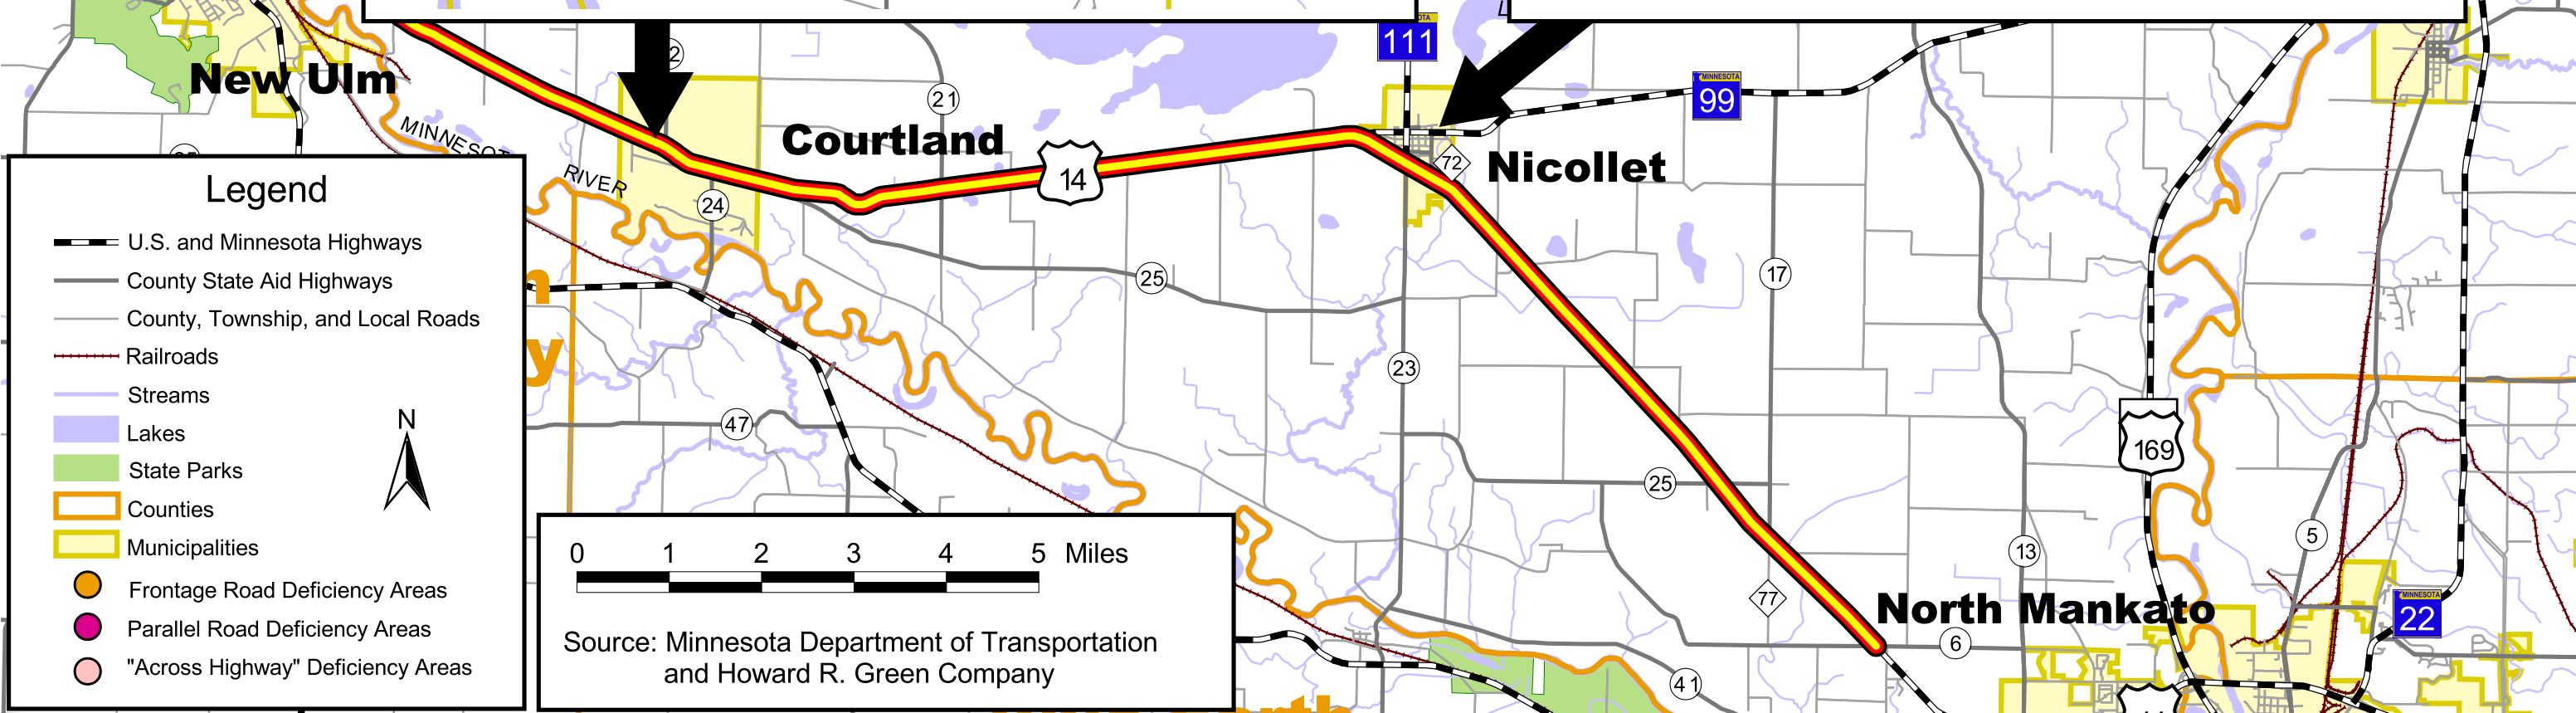 111
MINNESOTA
99
New Ulm
21
Courtland
14
72
Nicollet
MINNESOT
RIVER
24
25
17
23
47
25
169
13
5
77
North Mankato
6
MINNESOTA
22
41
Legend
U.S. and Minnesota Highways
County State Aid Highways
County, Township, and Local Roads
Railroads
Streams
Lakes
State Parks
Counties
Municipalities
Frontage Road Deficiency Areas
Parallel Road Deficiency Areas
"Across Highway" Deficiency Areas
N
0 1 2 3 4 5 Miles
Source: Minnesota Department of Transportation
and Howard R. Green Company